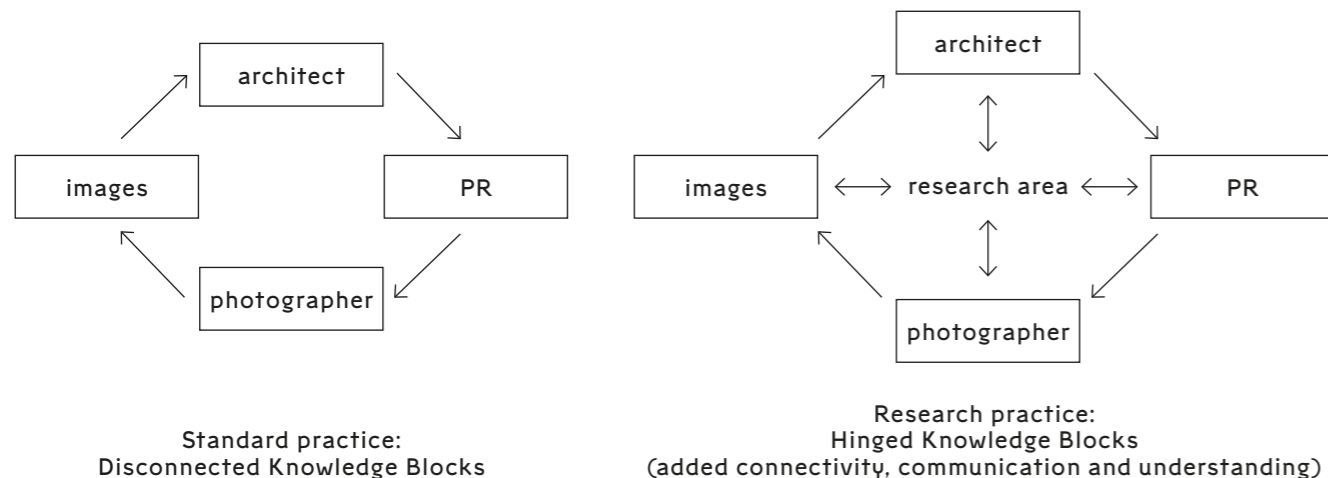 architect
images
PR
photographer
Standard practice:
Disconnected Knowledge Blocks
architect
images
research area
PR
photographer
Research practice:
Hinged Knowledge Blocks
(added connectivity, communication and understanding)